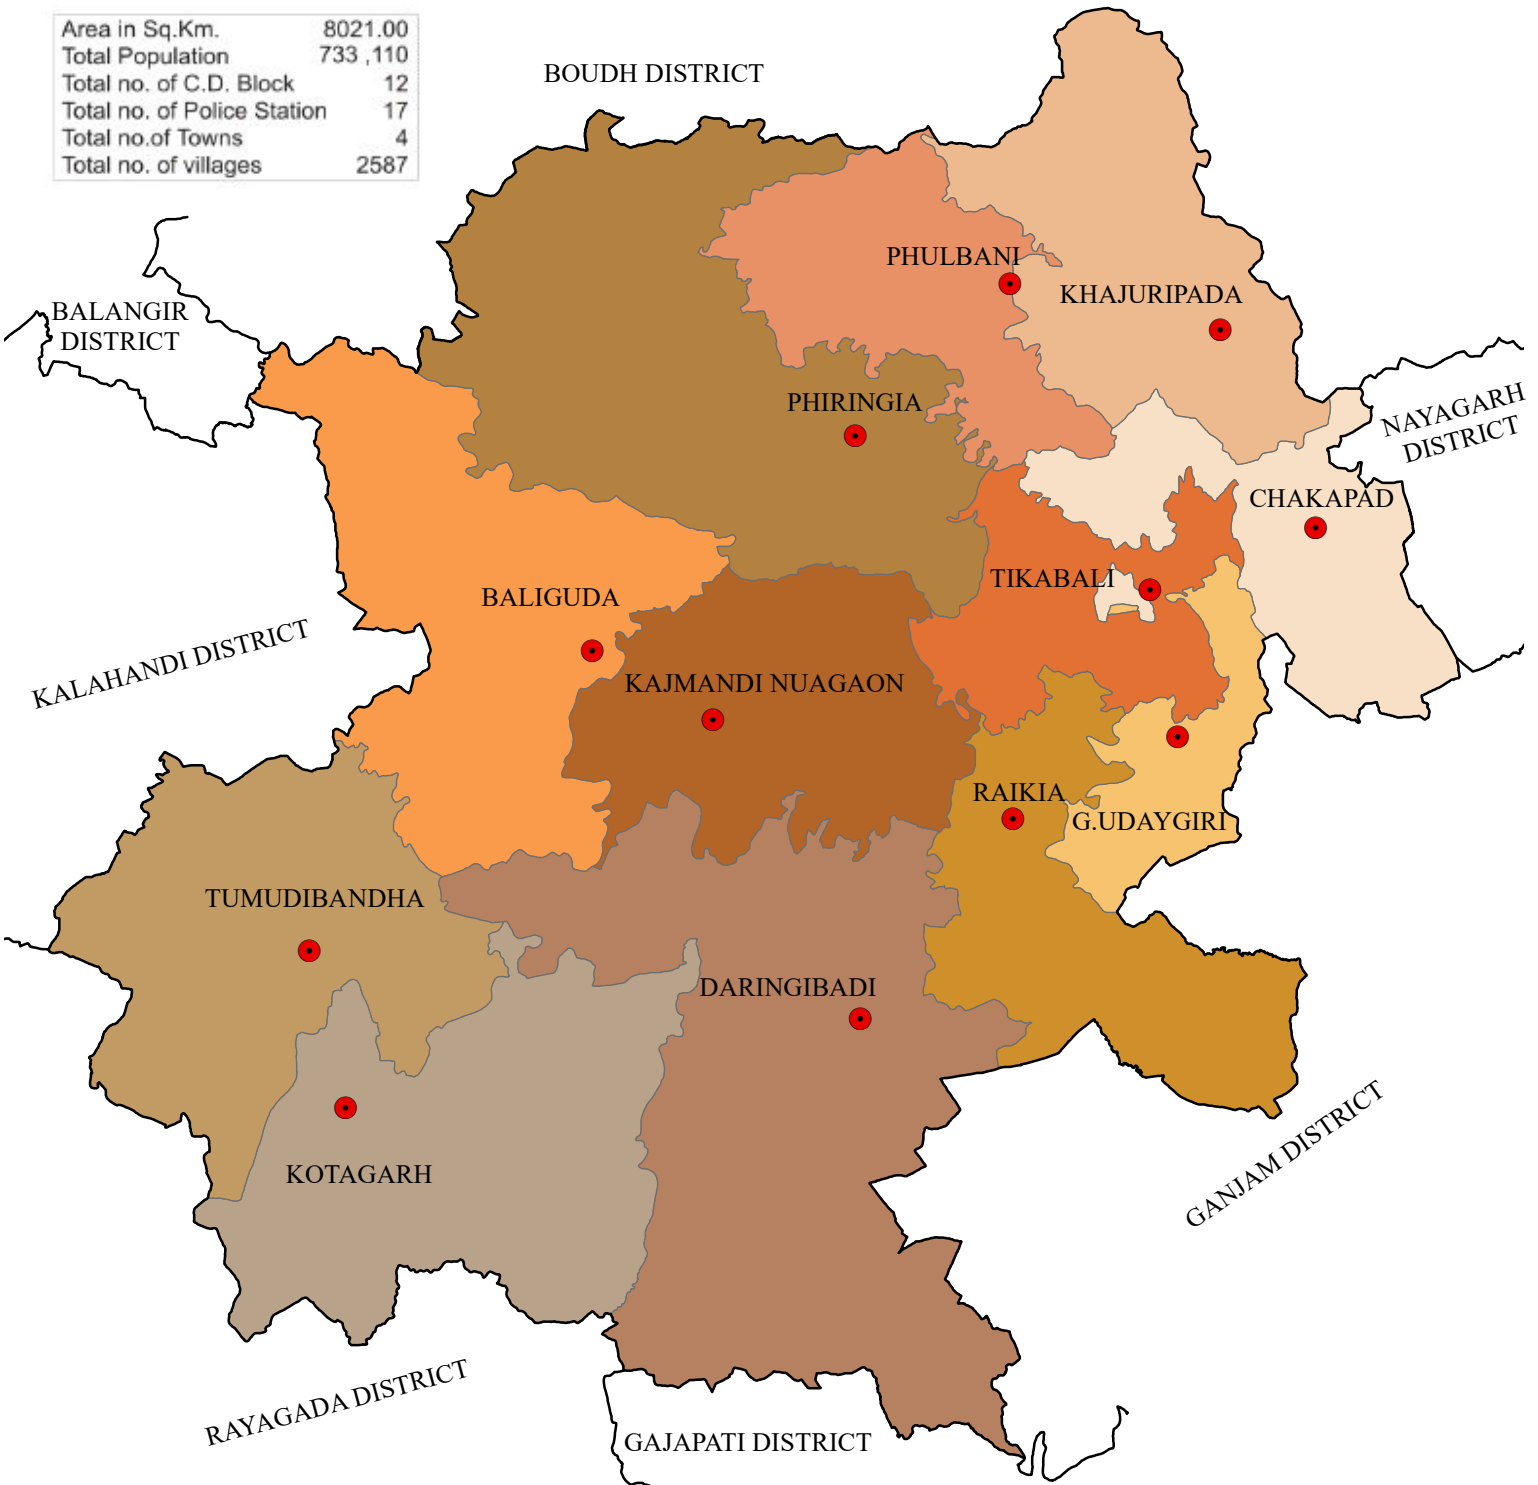 Area in Sq.Km. 8021.00
Total Population 733 ,110
Total no. of C.D. Block 12
Total no. of Police Station 17
Total no.of Towns 4
Total no. of villages 2587
BOUDH DISTRICT
PHULBANI
KHAJURIPADA
BALANGIR
DISTRICT
PHIRINGIA
NAYAGARH
DISTRICT
CHAKAPAD
TIKABALI
BALIGUDA
KALAHANDI DISTRICT
KAJMANDI NUAGAON
RAIKIA
G.UDAYGIRI
TUMUDIBANDHA
DARINGIBADI
KOTAGARH
GANJAM DISTRICT
RAYAGADA DISTRICT
GAJAPATI DISTRICT